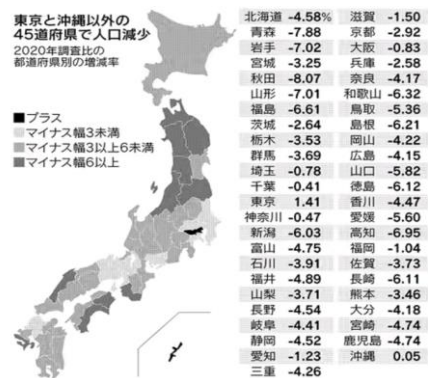 東京と沖縄以外の
45道府県で人口減少
2020年調査比の
都道府県別の増減率
プラス
マイナス幅3未満
マイナス幅3以上6未満
マイナス幅6以上
北海道 -4.58%
青森 -7.88
岩手 -7.02
宮城 -3.25
秋田 -8.07
山形 -7.01
福島 -6.61
茨城 -2.64
栃木 -3.53
群馬 -3.69
埼玉 -0.78
千葉 -0.41
東京 1.41
神奈川 -0.47
新潟 -6.03
富山 -4.75
石川 -3.91
福井 -4.89
山梨 -3.71
長野 -4.54
岐阜 -4.41
静岡 -4.52
愛知 -1.23
三重 -4.26
滋賀 -1.50
京都 -2.92
大阪 -0.83
兵庫 -2.58
奈良 -4.17
和歌山 -6.32
鳥取 -5.36
島根 -6.21
岡山 -4.22
広島 -4.15
山口 -5.82
徳島 -6.12
香川 -4.47
愛媛 -5.60
高知 -6.95
福岡 -1.04
佐賀 -3.73
長崎 -6.11
熊本 -3.46
大分 -4.18
宮崎 -4.74
鹿児島 -4.74
沖縄 0.05